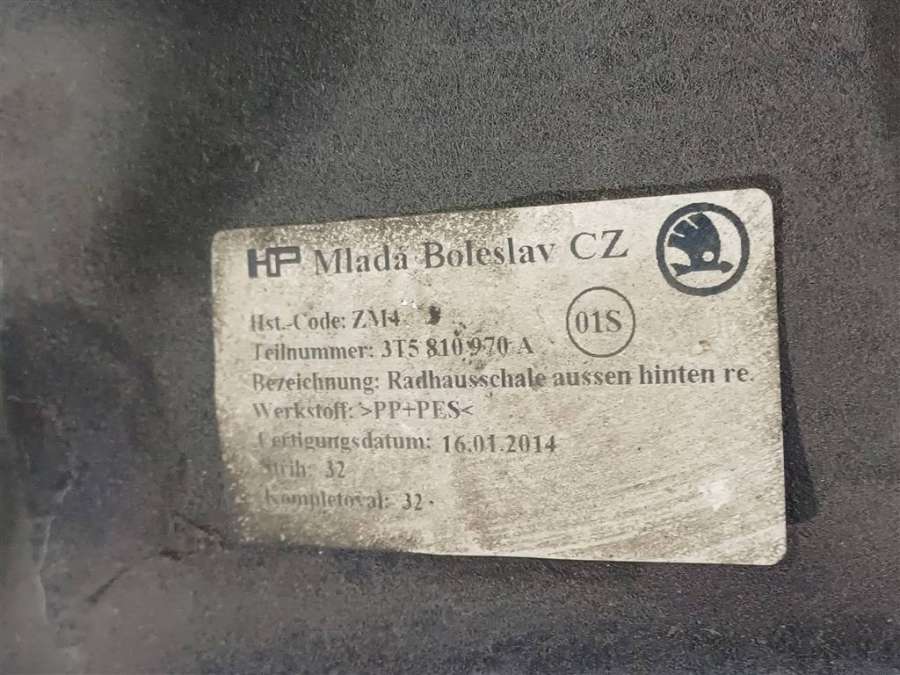 HP Mladá Boleslav CZ
Hst.-Code: ZM4
01S
Teilnummer: 3T5 810 970 A
Bezeichnung: Radhausschale aussen hinten re.
Werkstoff: >PP+PES<
Fertigungsdatum: 16.01.2014
Strih: 32
Kompletoval: 32